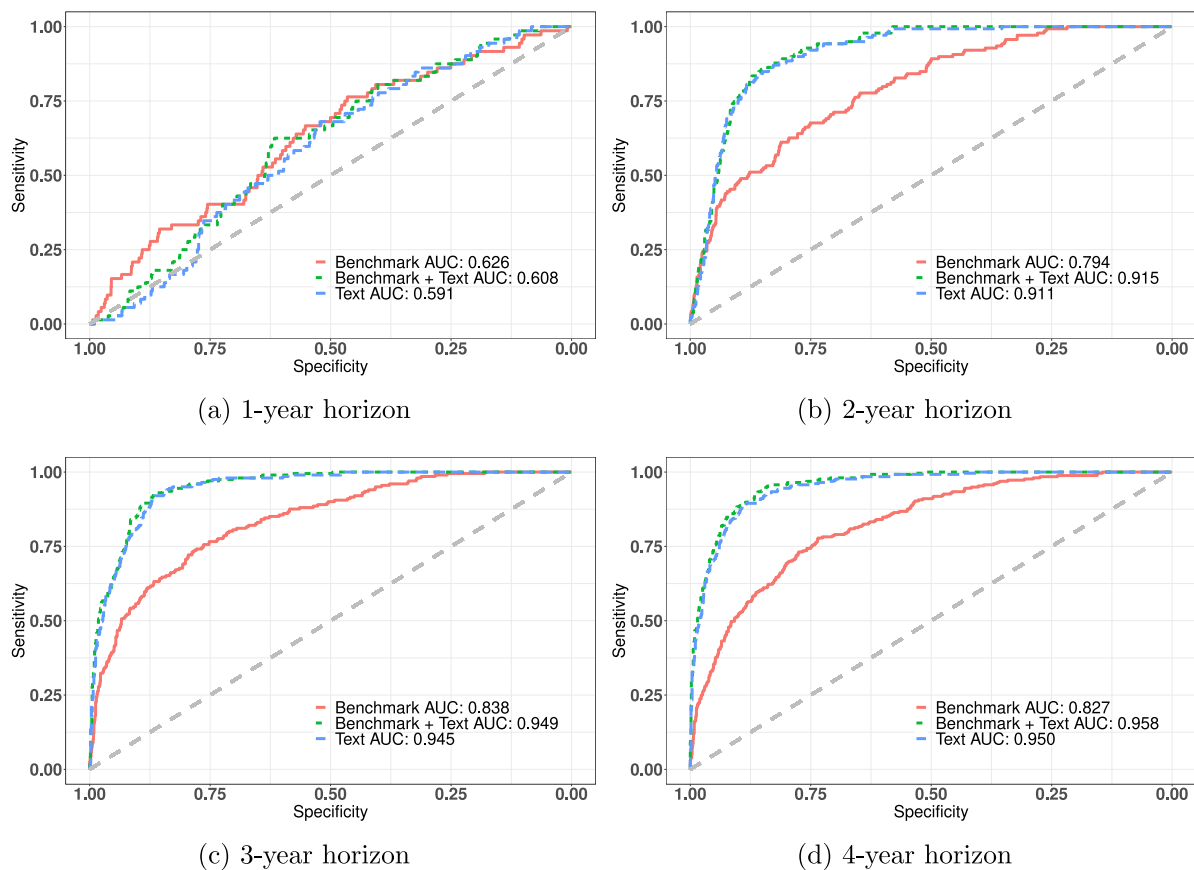 1.00
0.75
0.50
0.25
0.00
Sensitivity
Benchmark AUC: 0.626
Benchmark + Text AUC: 0.608
Text AUC: 0.591
1.00 0.75 0.50 0.25 0.00
Specificity
(a) 1-year horizon
1.00
0.75
0.50
0.25
0.00
Sensitivity
Benchmark AUC: 0.794
Benchmark + Text AUC: 0.915
Text AUC: 0.911
1.00 0.75 0.50 0.25 0.00
Specificity
(b) 2-year horizon
1.00
0.75
0.50
0.25
0.00
Sensitivity
Benchmark AUC: 0.838
Benchmark + Text AUC: 0.949
Text AUC: 0.945
1.00 0.75 0.50 0.25 0.00
Specificity
(c) 3-year horizon
1.00
0.75
0.50
0.25
0.00
Sensitivity
Benchmark AUC: 0.827
Benchmark + Text AUC: 0.958
Text AUC: 0.950
1.00 0.75 0.50 0.25 0.00
Specificity
(d) 4-year horizon